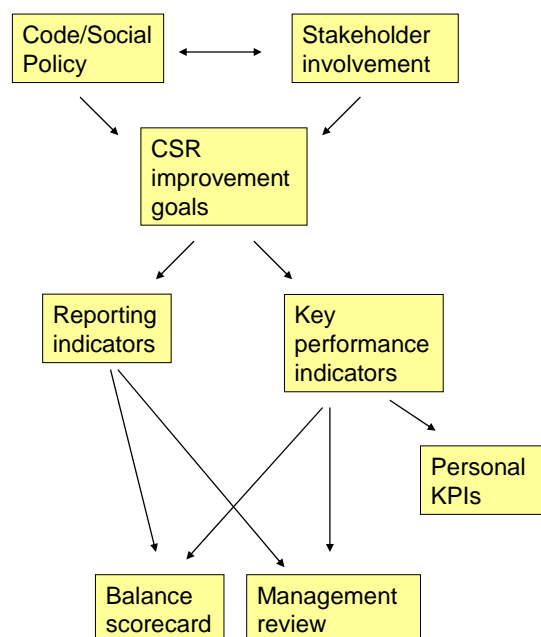 Code/Social
Policy
Stakeholder
involvement
CSR
improvement
goals
Reporting
indicators
Key
performance
indicators
Personal
KPIs
Balance
scorecard
Management
review